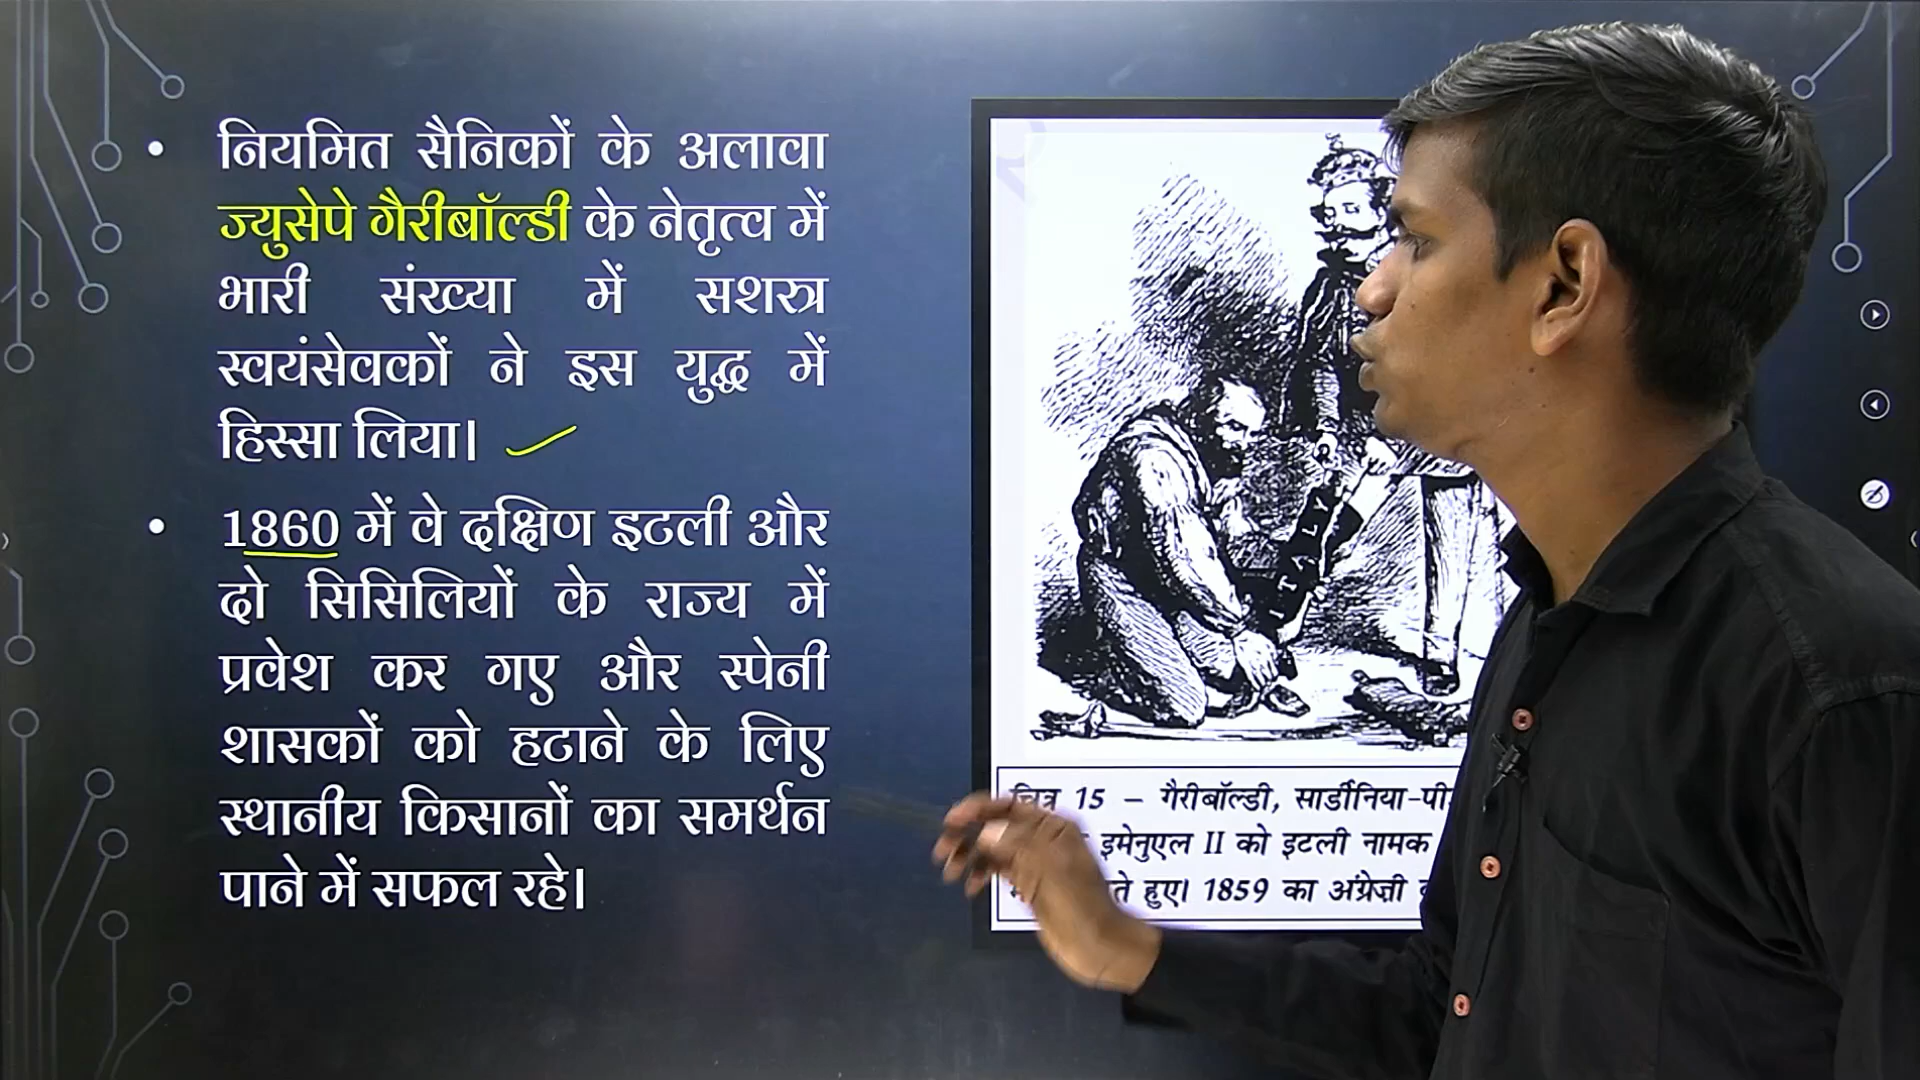 नियमित सैनिकों के अलावा
ज्युसेपे गैरीबॉल्डी के नेतृत्व में
भारी संख्या में सशस्त्र
स्वयंसेवकों ने इस युद्ध में
हिस्सा लिया।
1860 में वे दक्षिण इटली और
दो सिसिलियों के राज्य में
प्रवेश कर गए और स्पेनी
शासकों को हटाने के लिए
स्थानीय किसानों का समर्थन
पाने में सफल रहे।
ITALY
चित्र 15 – गैरीबॉल्डी, सार्डीनिया-
इमेनुएल II को इटली नामक
हुए। 1859 का अंग्रेज़ी